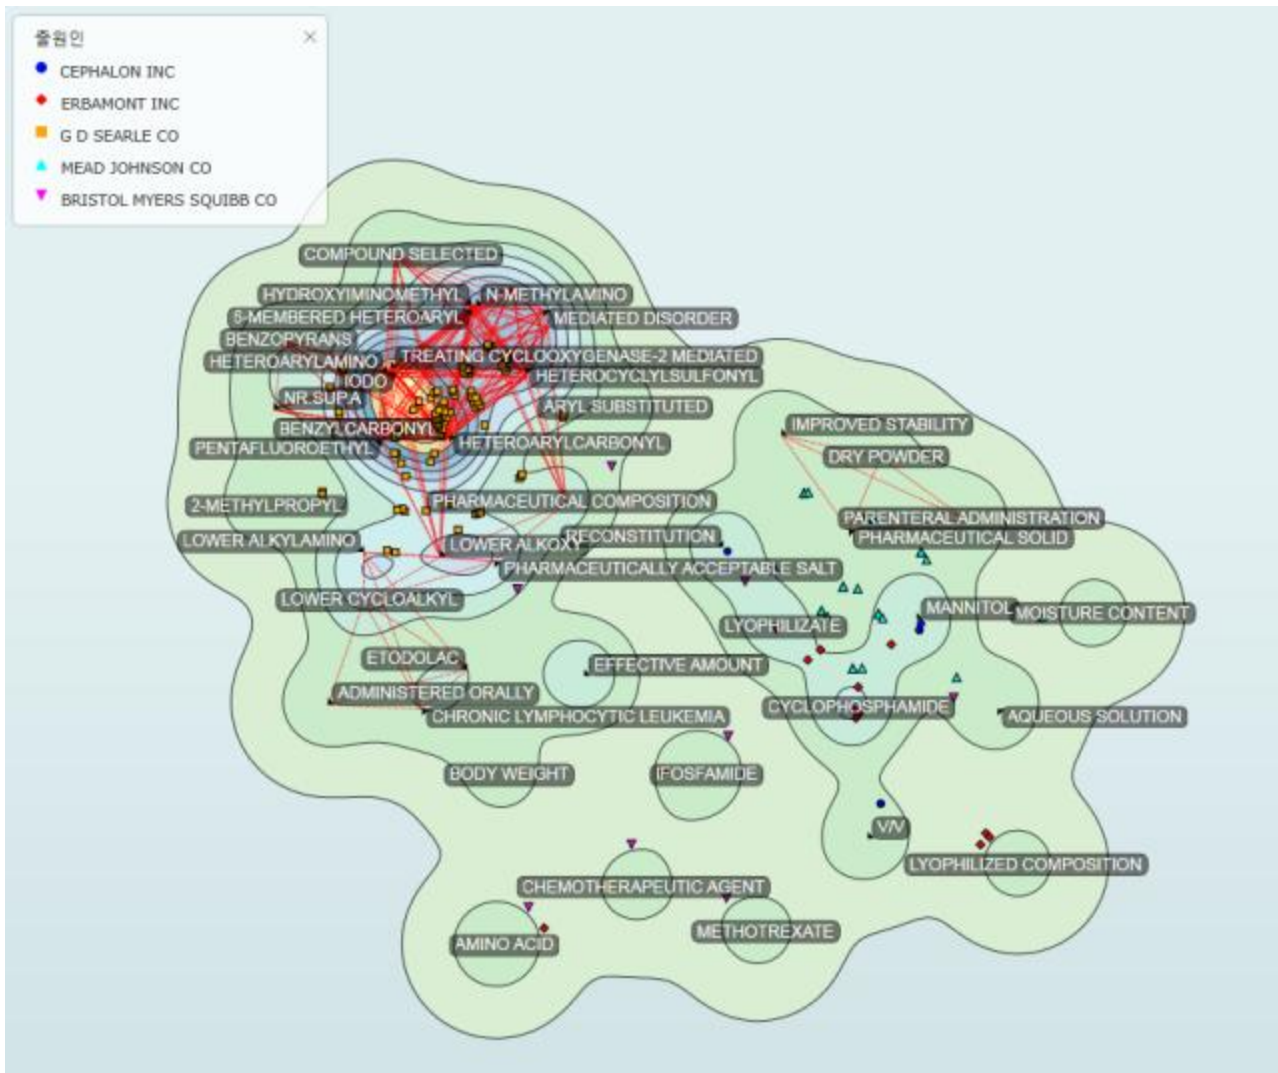 출원인
CEPHALON INC
ERBAMONT INC
G D SEARLE CO
MEAD JOHNSON CO
BRISTOL MYERS SQUIBB CO
COMPOUND SELECTED
HYDROXYIMINOMETHYL
N-METHYLAMINO
5-MEMBERED HETEROARYL
MEDIATED DISORDER
BENZOPYRANS
HETEROARYLAMINO
TREATING CYCLOOXYGENASE-2 MEDIATED
IODO
HETEROCYCLYLSULFONYL
NR.SUP.A
ARYL SUBSTITUTED
BENZYLCARBONYL
IMPROVED STABILITY
PENTAFLUOROETHYL
HETEROARYLCARBONYL
DRY POWDER
2-METHYLPROPYL
PHARMACEUTICAL COMPOSITION
PARENTERAL ADMINISTRATION
LOWER ALKYLAMINO
LOWER ALKOXY
RECONSTITUTION
PHARMACEUTICAL SOLID
PHARMACEUTICALLY ACCEPTABLE SALT
LOWER CYCLOALKYL
MANNITOL
MOISTURE CONTENT
LYOPHILIZATE
ETODOLAC
EFFECTIVE AMOUNT
ADMINISTERED ORALLY
CYCLOPHOSPHAMIDE
CHRONIC LYMPHOCYTIC LEUKEMIA
AQUEOUS SOLUTION
BODY WEIGHT
IFOSFAMIDE
V/V
LYOPHILIZED COMPOSITION
CHEMOTHERAPEUTIC AGENT
METHOTREXATE
AMINO ACID